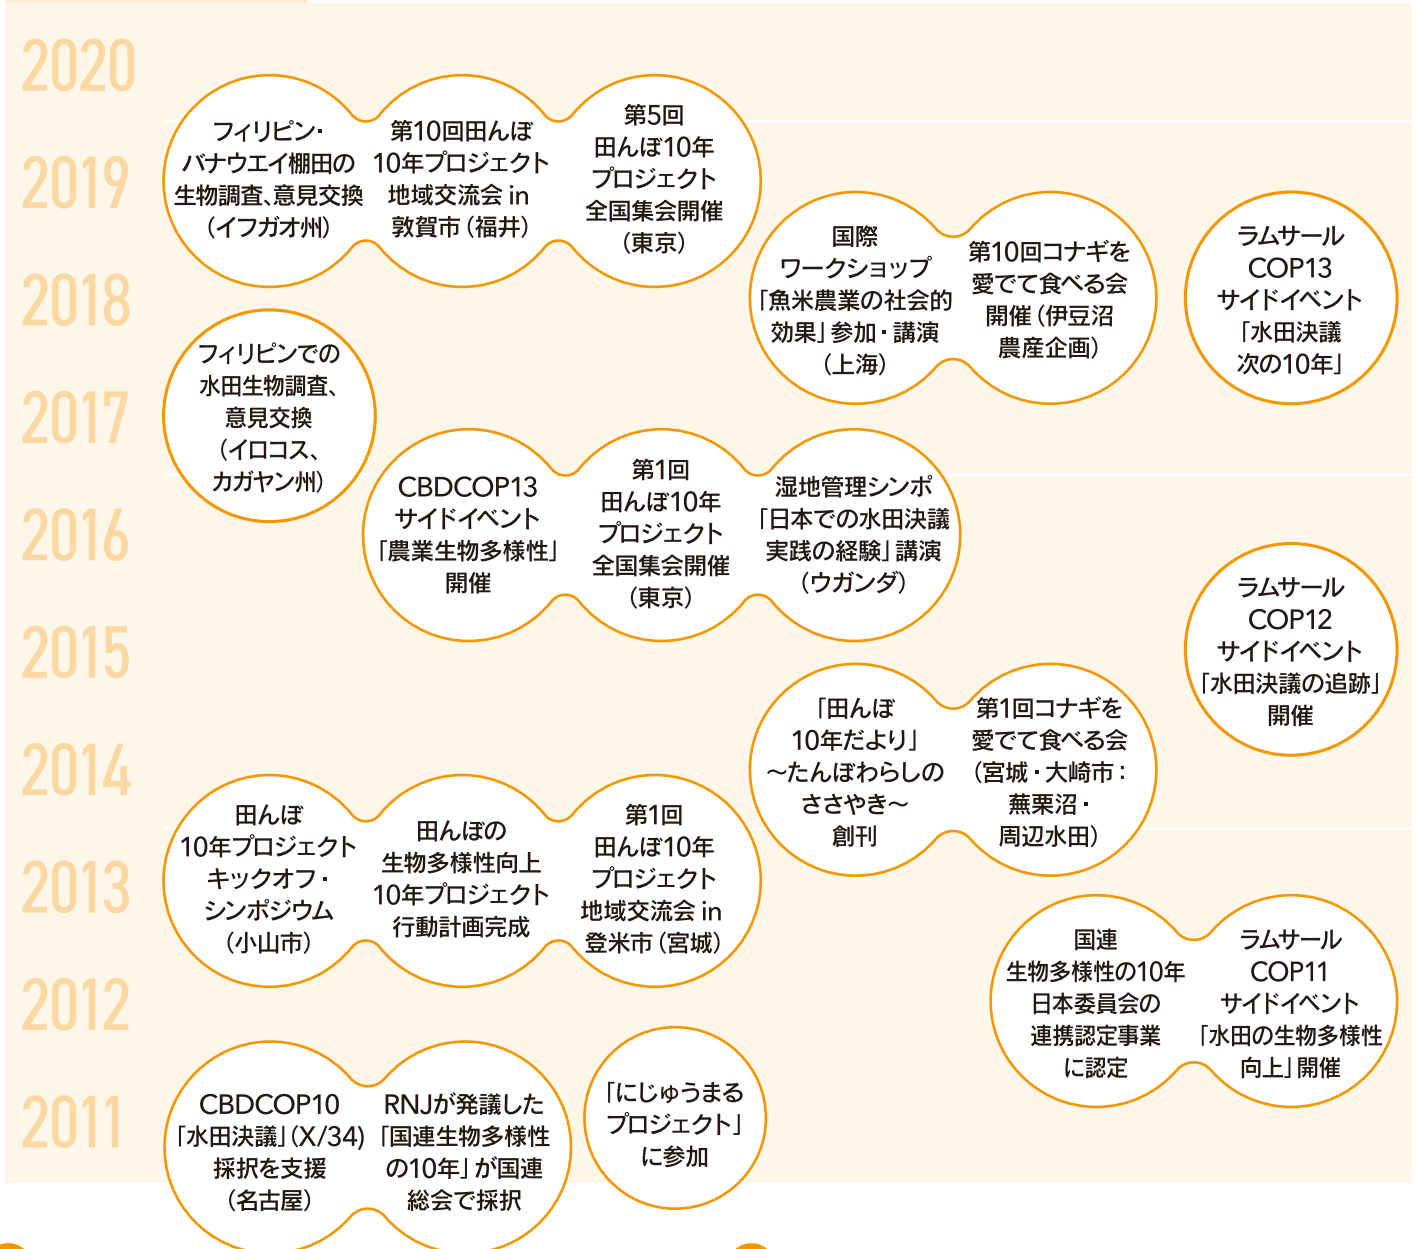 2020
2019
フィリピン・
バナウエイ棚田の
生物調査、意見交換
（イフガオ州）
第10回田んぼ
10年プロジェクト
地域交流会 in
敦賀市（福井）
第5回
田んぼ10年
プロジェクト
全国集会開催
（東京）
2018
国際
ワークショップ
「魚米農業の社会的
効果」参加・講演
（上海）
第10回コナギを
愛でて食べる会
開催（伊豆沼
農産企画）
ラムサール
COP13
サイドイベント
「水田決議
次の10年」
2017
フィリピンでの
水田生物調査、
意見交換
（イロコス、
カガヤン州）
2016
CBDCOP13
サイドイベント
「農業生物多様性」
開催
第1回
田んぼ10年
プロジェクト
全国集会開催
（東京）
湿地管理シンポ
「日本での水田決議
実践の経験」講演
（ウガンダ）
2015
ラムサール
COP12
サイドイベント
「水田決議の追跡」
開催
2014
「田んぼ
10年だより」
～たんぼわらしの
ささやき～
創刊
第1回コナギを
愛でて食べる会
（宮城・大崎市：
蕪栗沼・
周辺水田）
2013
田んぼ
10年プロジェクト
キックオフ・
シンポジウム
（小山市）
田んぼの
生物多様性向上
10年プロジェクト
行動計画完成
第1回
田んぼ10年
プロジェクト
地域交流会 in
登米市（宮城）
2012
国連
生物多様性の10年
日本委員会の
連携認定事業
に認定
ラムサール
COP11
サイドイベント
「水田の生物多様性
向上」開催
2011
CBDCOP10
「水田決議」（X/34）
採択を支援
（名古屋）
RNJが発議した
「国連生物多様性
の10年」が国連
総会で採択
「にじゅうまる
プロジェクト」
に参加